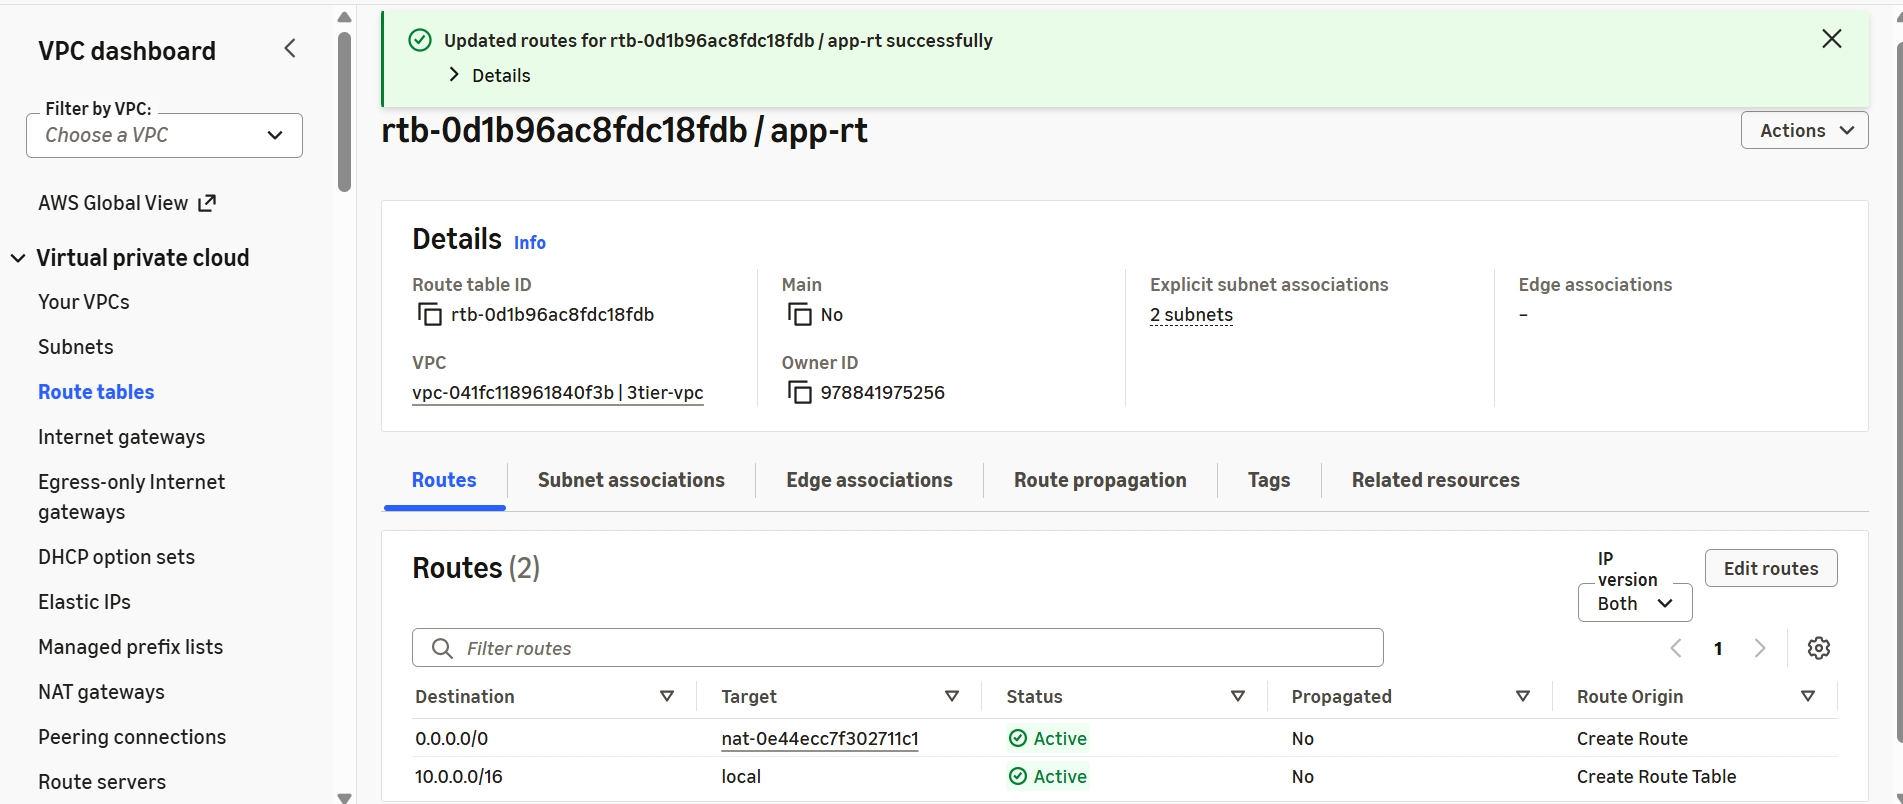 VPC dashboard
Filter by VPC:
Choose a VPC
AWS Global View
Virtual private cloud
Your VPCs
Subnets
Route tables
Internet gateways
Egress-only Internet
gateways
DHCP option sets
Elastic IPs
Managed prefix lists
NAT gateways
Peering connections
Route servers
Updated routes for rtb-0d1b96ac8fdc18fdb / app-rt successfully
Details
rtb-0d1b96ac8fdc18fdb / app-rt
Actions
Details Info
Route table ID
rtb-0d1b96ac8fdc18fdb
Main
No
Explicit subnet associations
2 subnets
Edge associations
–
VPC
vpc-041fc118961840f3b | 3tier-vpc
Owner ID
978841975256
Routes Subnet associations Edge associations Route propagation Tags Related resources
Routes (2)
IP
version
Both
Edit routes
Filter routes
1
Destination Target Status Propagated Route Origin
0.0.0.0/0 nat-0e44ecc7f302711c1 Active No Create Route
10.0.0.0/16 local Active No Create Route Table